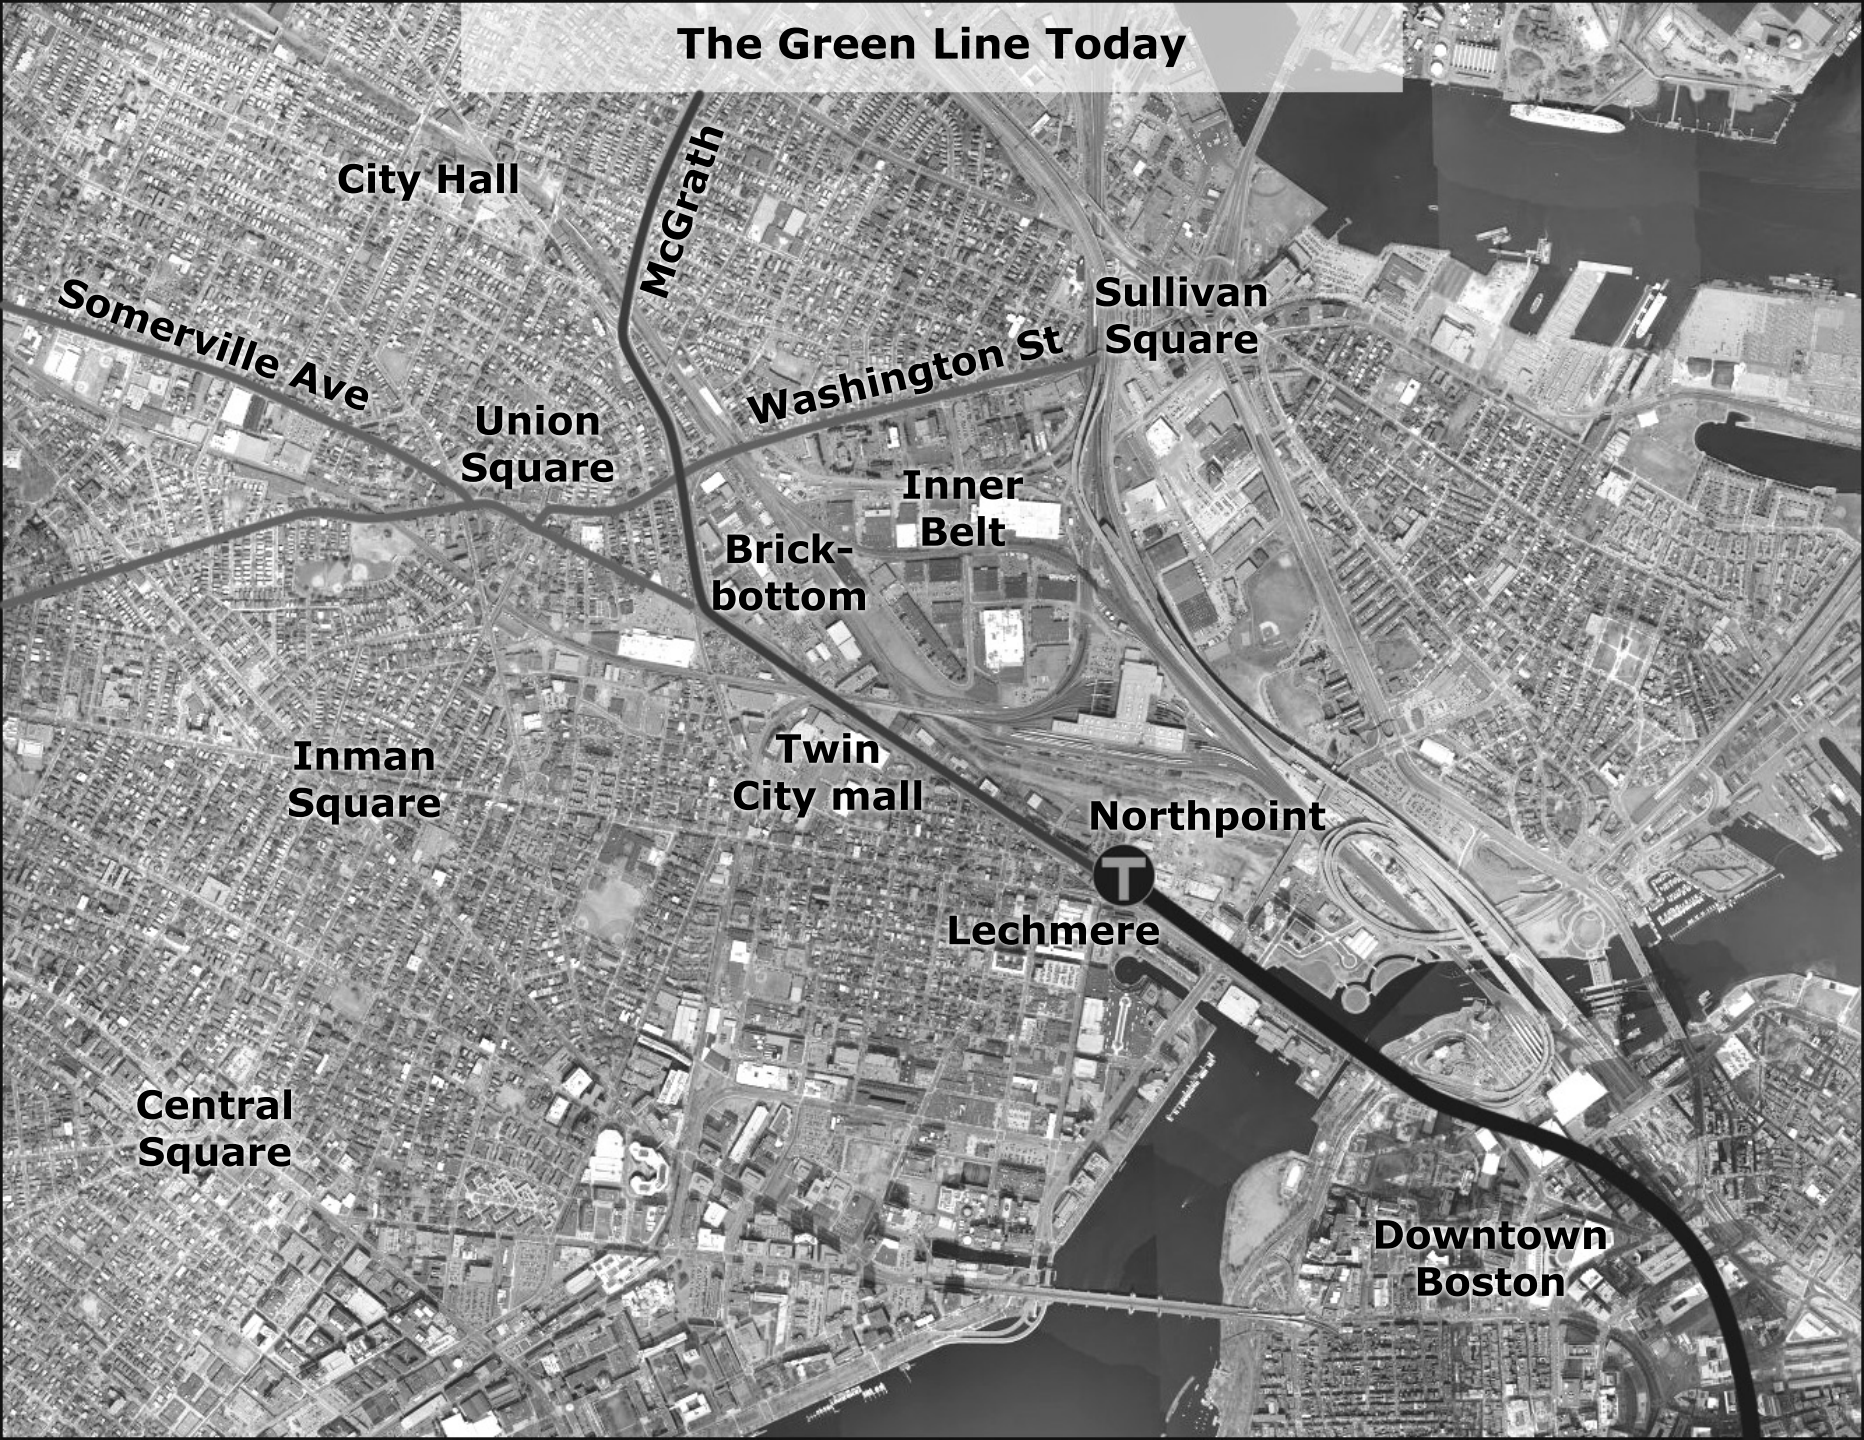 The Green Line Today
City Hall
McGrath
Somerville Ave
Sullivan
Square
Washington St
Union
Square
Inner
Belt
Brick-
bottom
Inman
Square
Twin
City mall
Northpoint
T
Lechmere
Central
Square
Downtown
Boston